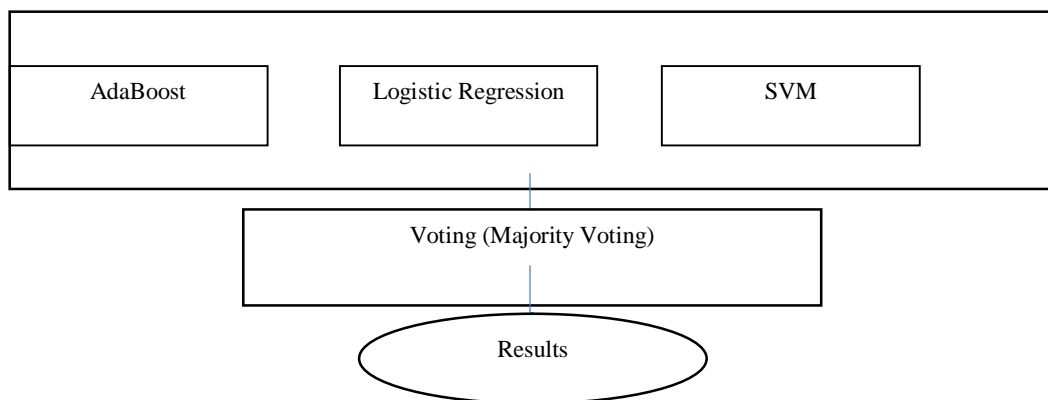 AdaBoost
Logistic Regression
SVM
Voting (Majority Voting)
Results